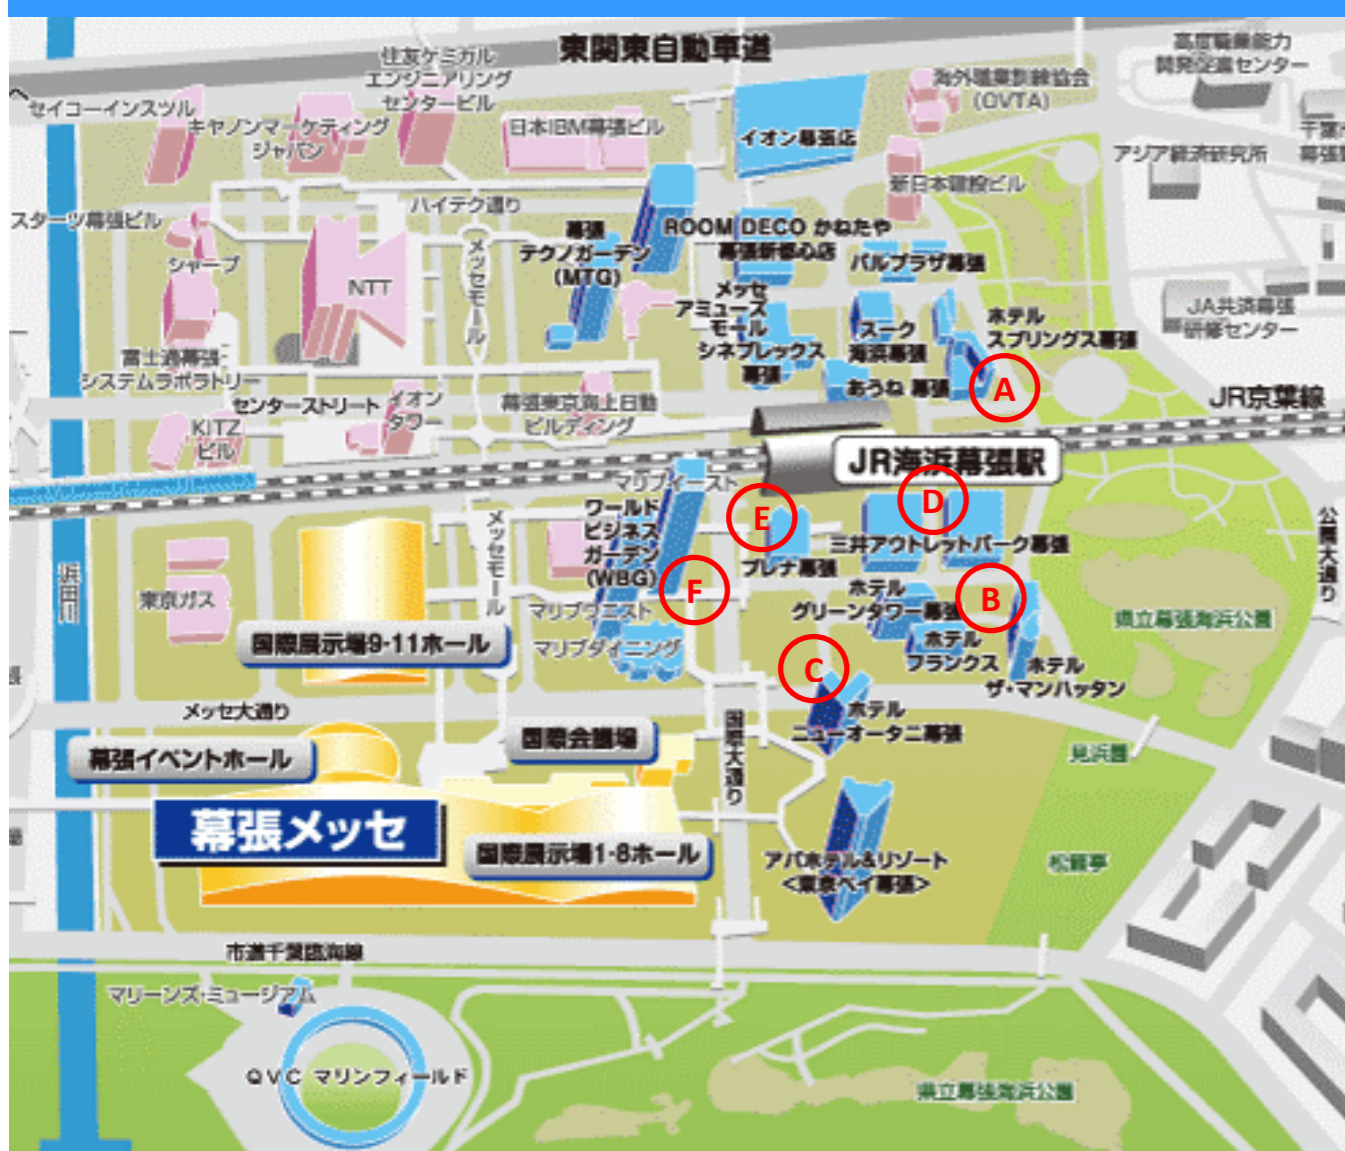 東関東自動車道
高度職業能力
開発促進センター
住友ケミカル
エンジニアリング
センタービル
海外職業訓練協会
(OVTA)
へ
セイコーインスツル
キヤノンマーケティング
ジャパン
日本IBM幕張ビル
イオン幕張店
アジア経済研究所
新日本建設ビル
スターツ幕張ビル
ハイテク通り
メッセモール
幕張
テクノガーデン
(MTG)
ROOM DECO かねたや
幕張新都心店
パルプラザ幕張
シャープ
NTT
メッセ
アミューズ
モール
シネプレックス
幕張
スーク
海浜幕張
ホテル
スプリングス幕張
JA共済幕張
研修センター
富士通幕張
システムラボラトリー
あうね 幕張
A
センターストリート
イオン
タワー
幕張東京海上日動
ビルディング
JR京葉線
KITZ
ビル
JR海浜幕張駅
マリブイースト
ワールド
ビジネス
ガーデン
(WBG)
メッセモール
E
D
三井アウトレットパーク幕張
プレナ幕張
公園大通り
浜田川
東京ガス
F
B
ホテル
グリーンタワー幕張
県立幕張海浜公園
マリブウエスト
マリブダイニング
国際展示場9·11ホール
ホテル
フランクス
C
ホテル
ザ・マンハッタン
メッセ大通り
国際大通り
ホテル
ニューオータニ幕張
国際会議場
幕張イベントホール
見浜園
幕張メッセ
国際展示場1·8ホール
アパホテル&リゾート
<東京ベイ幕張>
松籟亭
市道千葉臨海線
マリーンズ・ミュージアム
QVC マリンフィールド
県立幕張海浜公園